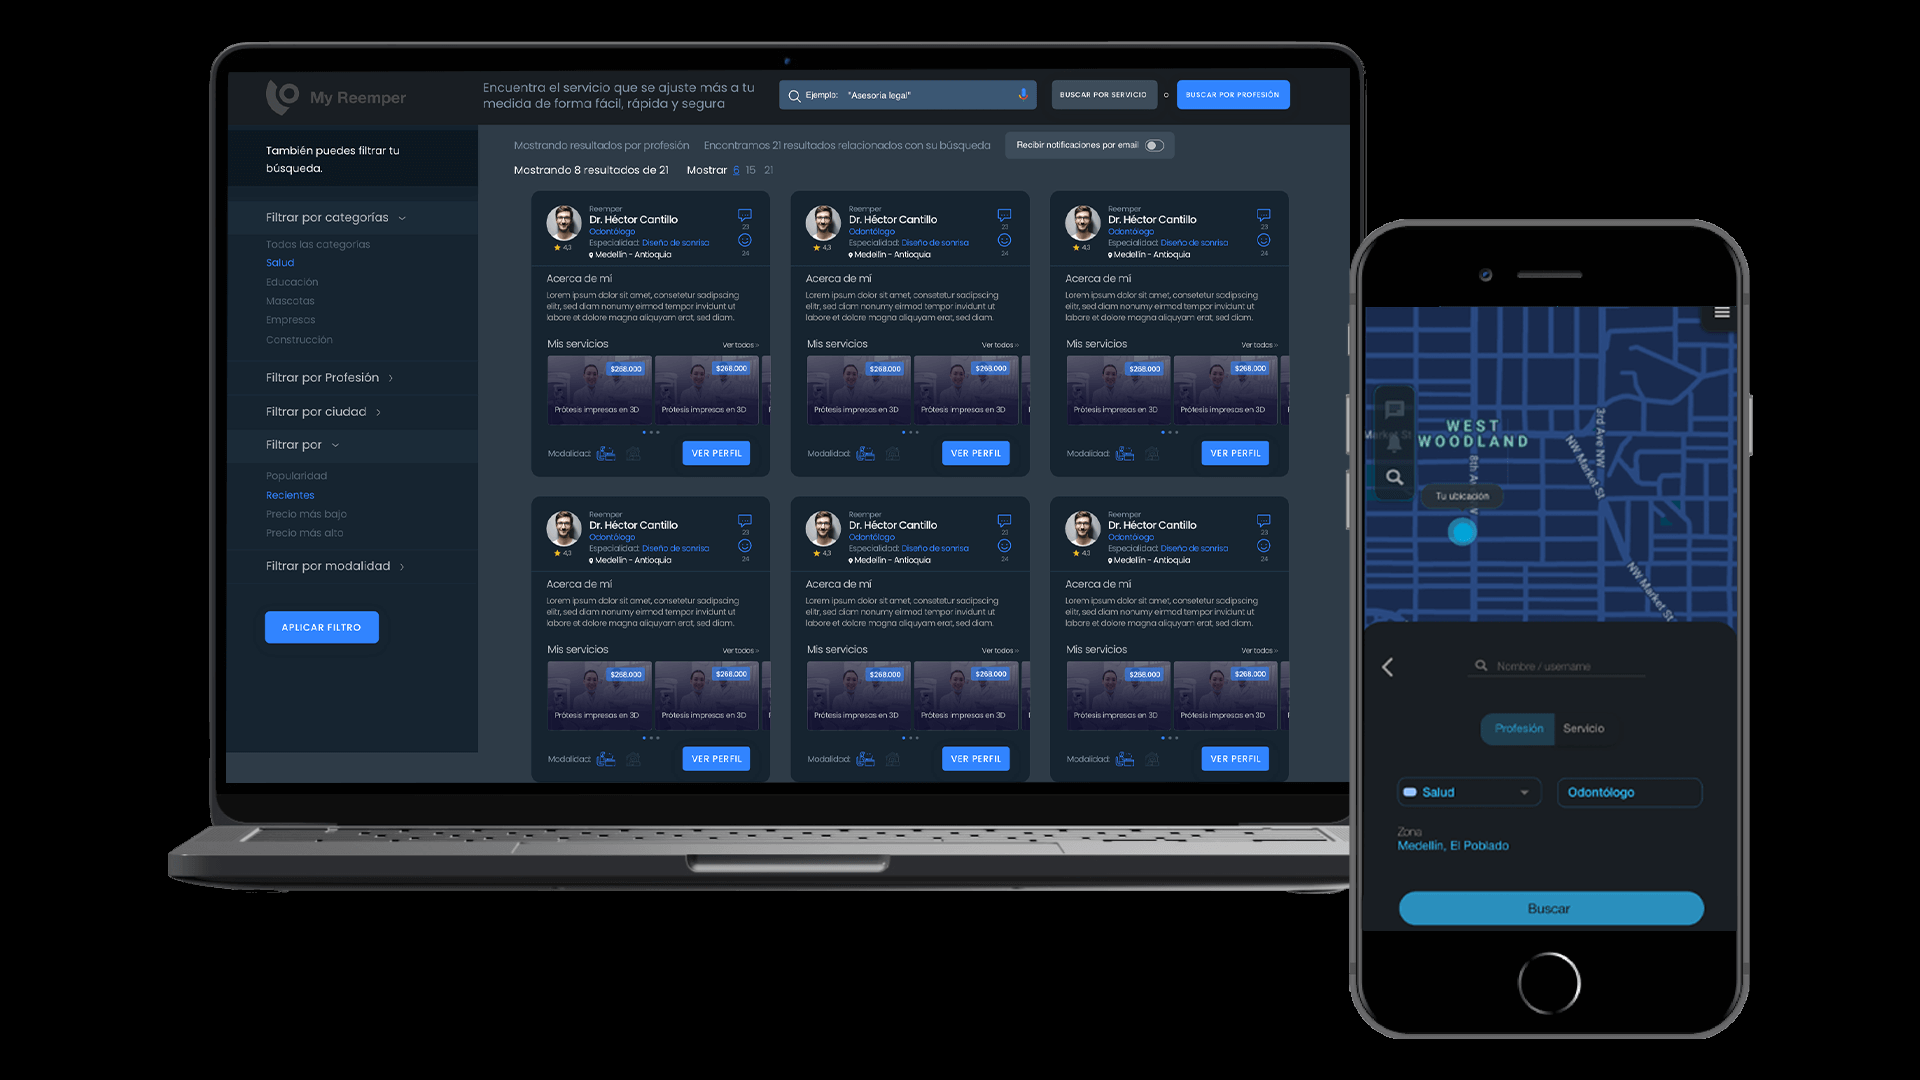 My Reemper
Encuentra el servicio que se ajuste más a tu
medida de forma fácil, rápida y segura
Ejemplo: "Asesoria legal"
BUSCAR POR SERVICIO
o
BUSCAR POR PROFESIÓN
También puedes filtrar tu
búsqueda.
Filtrar por categorías
Todas las categorias
Salud
Educación
Mascotas
Empresas
Construcción
Filtrar por Profesión
Filtrar por ciudad
Filtrar por
Popularidad
Recientes
Precio más bajo
Precio más alto
Filtrar por modalidad
APLICAR FILTRO
Mostrando resultados por profesión
Encontramos 21 resultados relacionados con su búsqueda
Recibir notificaciones por email
Mostrando 8 resultados de 21
Mostrar 6 15 21
Reemper
Dr. Héctor Cantillo
Odontólogo
Especialidad: Diseño de sonrisa
Medellín - Antioquia
4,3
23
24
Acerca de mí
Lorem ipsum dolor sit amet, consetetur sadipscing
elitr, sed diam nonumy eirmod tempor invidunt ut
labore et dolore magna aliquyam erat, sed diam.
Mis servicios
Ver todos
$268.000
$268.000
Prótesis impresas en 3D
Prótesis impresas en 3D
Modalidad:
VER PERFIL
Reemper
Dr. Héctor Cantillo
Odontólogo
Especialidad: Diseño de sonrisa
Medellín - Antioquia
4,3
23
24
Acerca de mí
Lorem ipsum dolor sit amet, consetetur sadipscing
elitr, sed diam nonumy eirmod tempor invidunt ut
labore et dolore magna aliquyam erat, sed diam.
Mis servicios
Ver todos
$268.000
$268.000
Prótesis impresas en 3D
Prótesis impresas en 3D
Modalidad:
VER PERFIL
Reemper
Dr. Héctor Cantillo
Odontólogo
Especialidad: Diseño de sonrisa
Medellín - Antioquia
4,3
23
24
Acerca de mí
Lorem ipsum dolor sit amet, consetetur sadipscing
elitr, sed diam nonumy eirmod tempor invidunt ut
labore et dolore magna aliquyam erat, sed diam.
Mis servicios
Ver todos
$268.000
$268.000
Prótesis impresas en 3D
Prótesis impresas en 3D
Modalidad:
VER PERFIL
Reemper
Dr. Héctor Cantillo
Odontólogo
Especialidad: Diseño de sonrisa
Medellín - Antioquia
4,3
23
24
Acerca de mí
Lorem ipsum dolor sit amet, consetetur sadipscing
elitr, sed diam nonumy eirmod tempor invidunt ut
labore et dolore magna aliquyam erat, sed diam.
Mis servicios
Ver todos
$268.000
$268.000
Prótesis impresas en 3D
Prótesis impresas en 3D
Modalidad:
VER PERFIL
Reemper
Dr. Héctor Cantillo
Odontólogo
Especialidad: Diseño de sonrisa
Medellín - Antioquia
4,3
23
24
Acerca de mí
Lorem ipsum dolor sit amet, consetetur sadipscing
elitr, sed diam nonumy eirmod tempor invidunt ut
labore et dolore magna aliquyam erat, sed diam.
Mis servicios
Ver todos
$268.000
$268.000
Prótesis impresas en 3D
Prótesis impresas en 3D
Modalidad:
VER PERFIL
Reemper
Dr. Héctor Cantillo
Odontólogo
Especialidad: Diseño de sonrisa
Medellín - Antioquia
4,3
23
24
Acerca de mí
Lorem ipsum dolor sit amet, consetetur sadipscing
elitr, sed diam nonumy eirmod tempor invidunt ut
labore et dolore magna aliquyam erat, sed diam.
Mis servicios
Ver todos
$268.000
$268.000
Prótesis impresas en 3D
Prótesis impresas en 3D
Modalidad:
VER PERFIL
WEST
WOODLAND
3rd Ave NW
NW Market St
8th Av
Tu ubicación
NW Market St
Nombre / username
Profesión
Servicio
Salud
Odontólogo
Zona
Medellín, El Poblado
Buscar